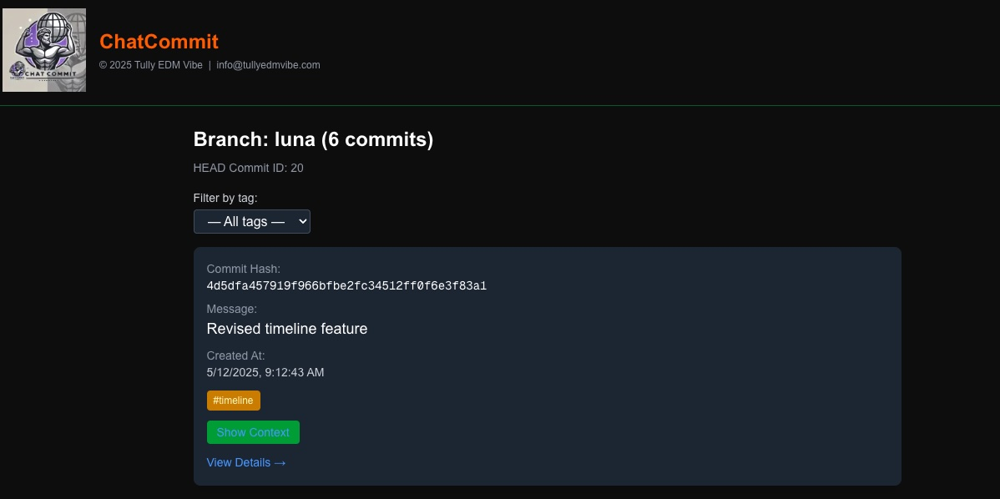 CHAT COMMIT
ChatCommit
© 2025 Tully EDM Vibe | info@tullyedmvibe.com
Branch: luna (6 commits)
HEAD Commit ID: 20
Filter by tag:
— All tags —
Commit Hash:
4d5dfa457919f966bfbe2fc34512ff0f6e3f83a1
Message:
Revised timeline feature
Created At:
5/12/2025, 9:12:43 AM
#timeline
Show Context
View Details →